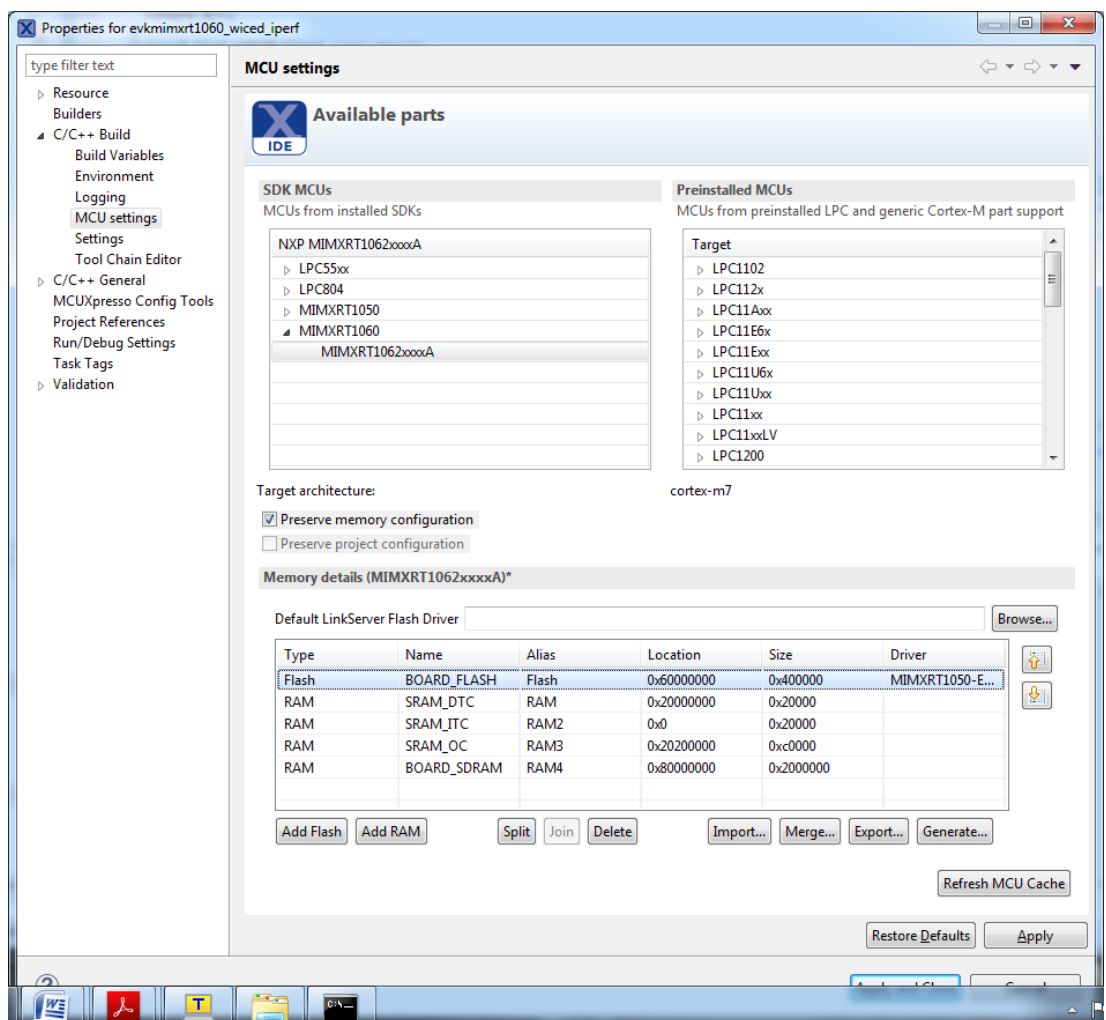 Properties for evkmimxrt1060_wiced_iperf
type filter text
Resource
Builders
C/C++ Build
Build Variables
Environment
Logging
MCU settings
Settings
Tool Chain Editor
C/C++ General
MCUXpresso Config Tools
Project References
Run/Debug Settings
Task Tags
Validation
MCU settings
IDE
Available parts
SDK MCUs
MCUs from installed SDKs
NXP MIMXRT1062xxxxA
LPC55xx
LPC804
MIMXRT1050
MIMXRT1060
MIMXRT1062xxxxA
Preinstalled MCUs
MCUs from preinstalled LPC and generic Cortex-M part support
Target
LPC1102
LPC112x
LPC11Axx
LPC11E6x
LPC11Exx
LPC11U6x
LPC11Uxx
LPC11xx
LPC11xxLV
LPC1200
Target architecture: cortex-m7
Preserve memory configuration
Preserve project configuration
Memory details (MIMXRT1062xxxxA)*
Default LinkServer Flash Driver Browse...
Type Name Alias Location Size Driver
Flash BOARD_FLASH Flash 0x60000000 0x400000 MIMXRT1050-E...
RAM SRAM_DTC RAM 0x20000000 0x20000
RAM SRAM_ITC RAM2 0x0 0x20000
RAM SRAM_OC RAM3 0x20200000 0xc0000
RAM BOARD_SDRAM RAM4 0x80000000 0x2000000
Add Flash Add RAM Split Join Delete Import... Merge... Export... Generate...
Refresh MCU Cache
Restore Defaults Apply
T
C:\